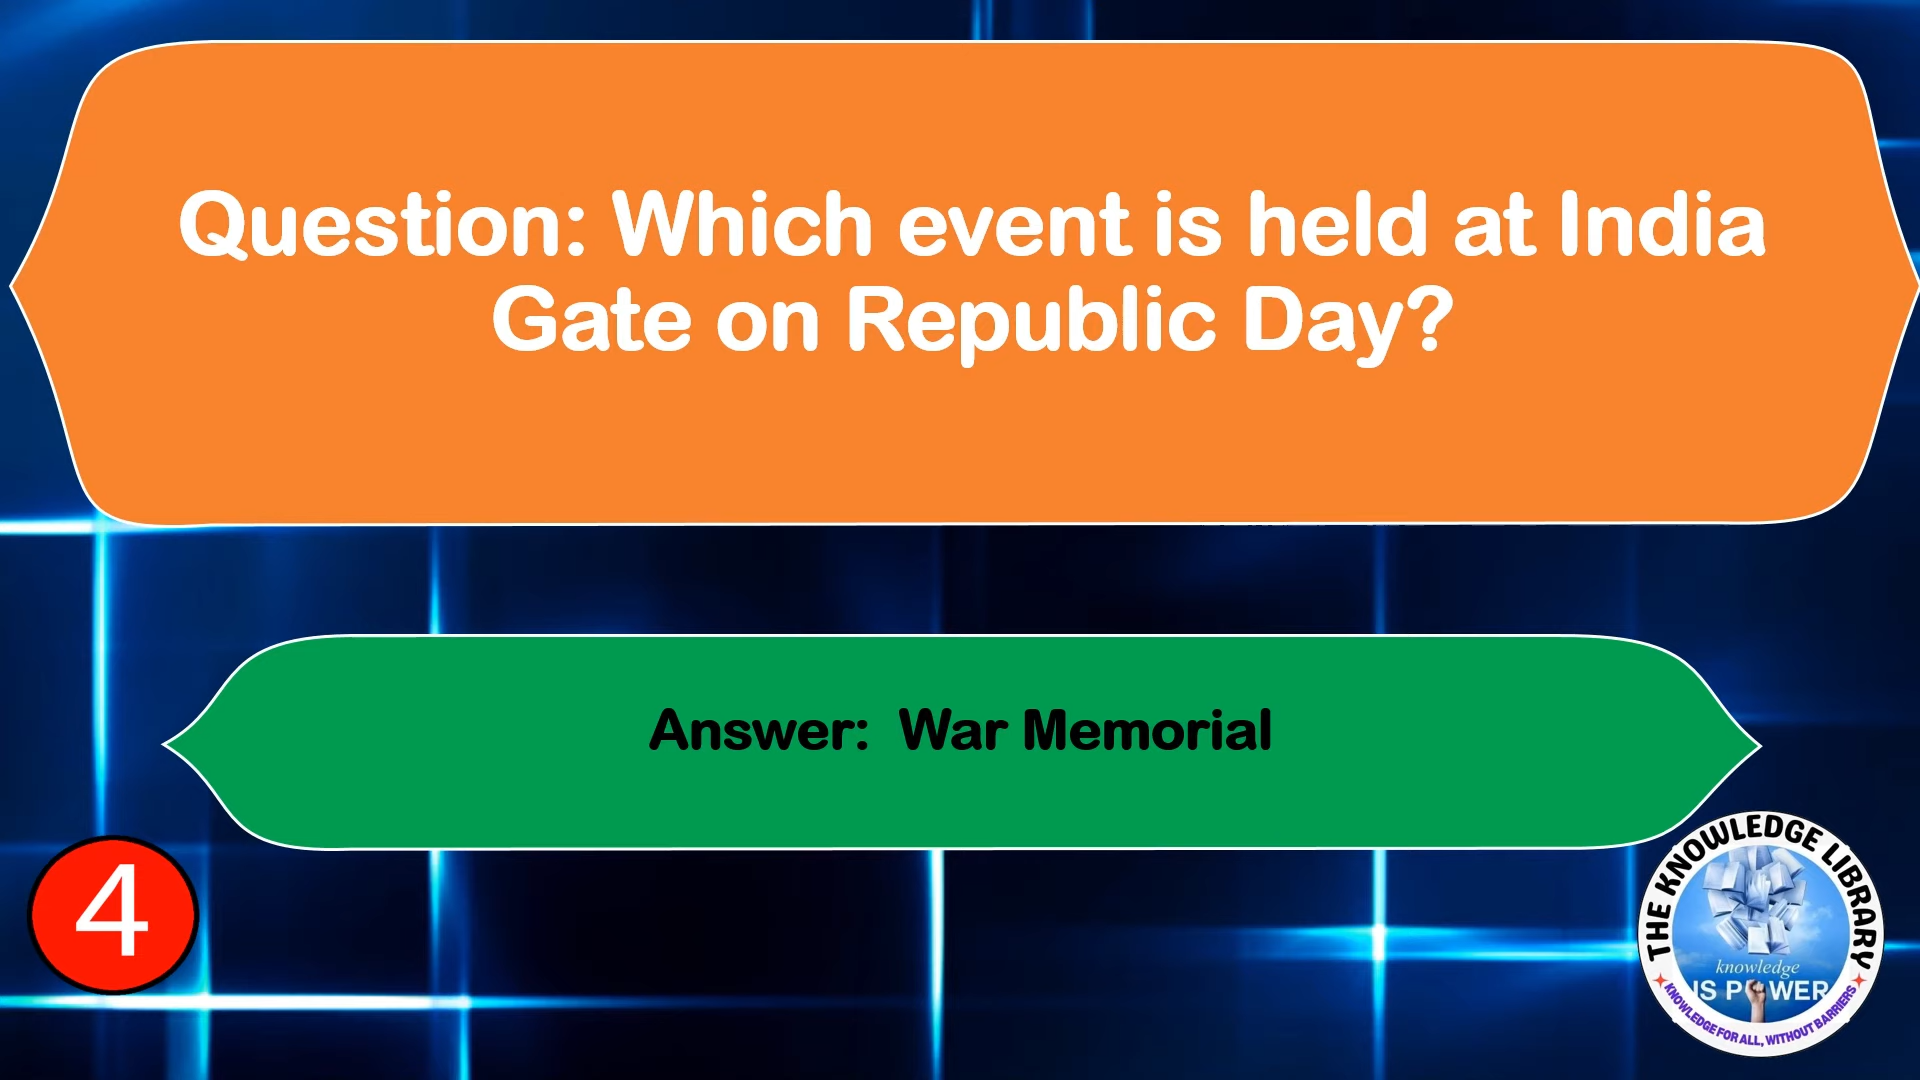 Question: Which event is held at India
Gate on Republic Day?
Answer: War Memorial
4
THE KNOWLEDGE LIBRARY
knowledge
IS POWER
KNOWLEDGE FOR ALL, WITHOUT BARRIERS